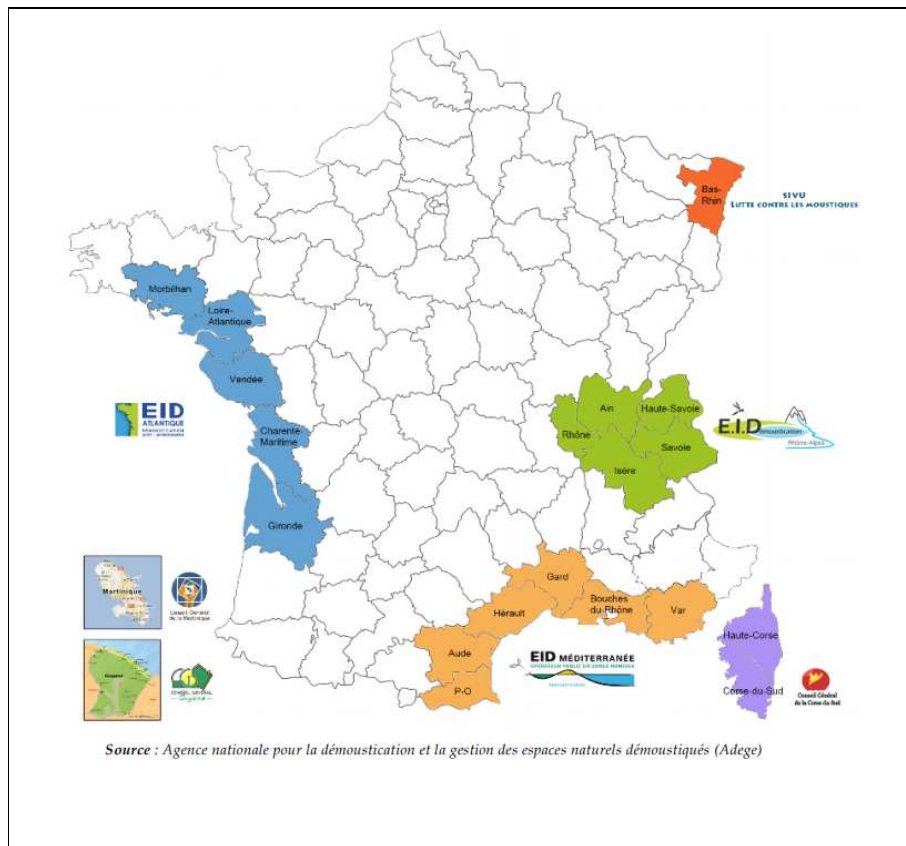 Bas-
Rhin
SIVU
LUTTE CONTRE LES MOUSTIQUES
Morbilhan
Loire-
Atlantique
Vendée
EID
ATLANTIQUE
Charente-
Maritime
Gironde
Ain
Haute-Savoie
Rhône
Savoie
Isère
E.I.D
Rhône-Alpes
Martinique
Conseil Général
de la Martinique
Gard
Bouches
du-Rhône
Var
Hérault
Aude
P-O
EID MÉDITERRANÉE
Haute-Corse
Corse-du-Sud
Conseil Général
de la Corse du Sud
Source : Agence nationale pour la démoustication et la gestion des espaces naturels démoustiqués (Adege)